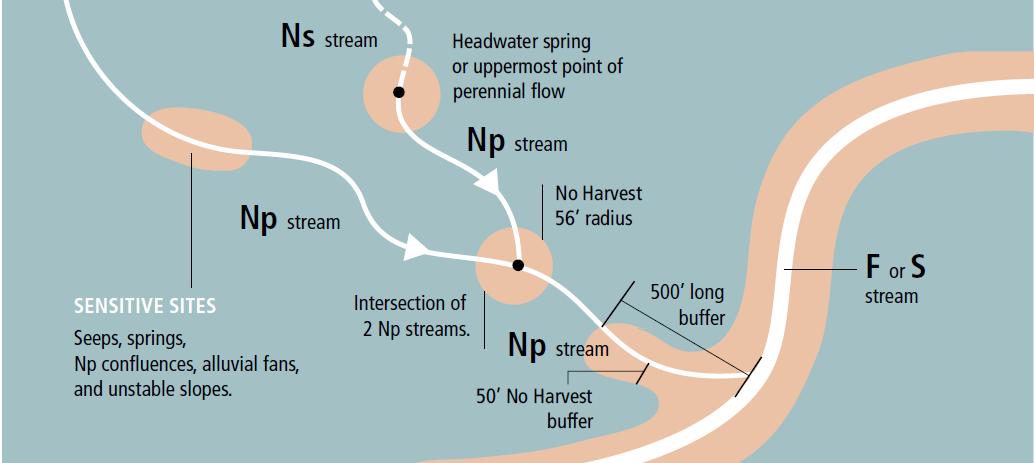 Ns stream
Headwater spring
or uppermost point of
perennial flow
Np stream
No Harvest
56’ radius
Np stream
F or S
stream
SENSITIVE SITES
Seeps, springs,
Np confluences, alluvial fans,
and unstable slopes.
Intersection of
2 Np streams.
500’ long
buffer
Np stream
50’ No Harvest
buffer